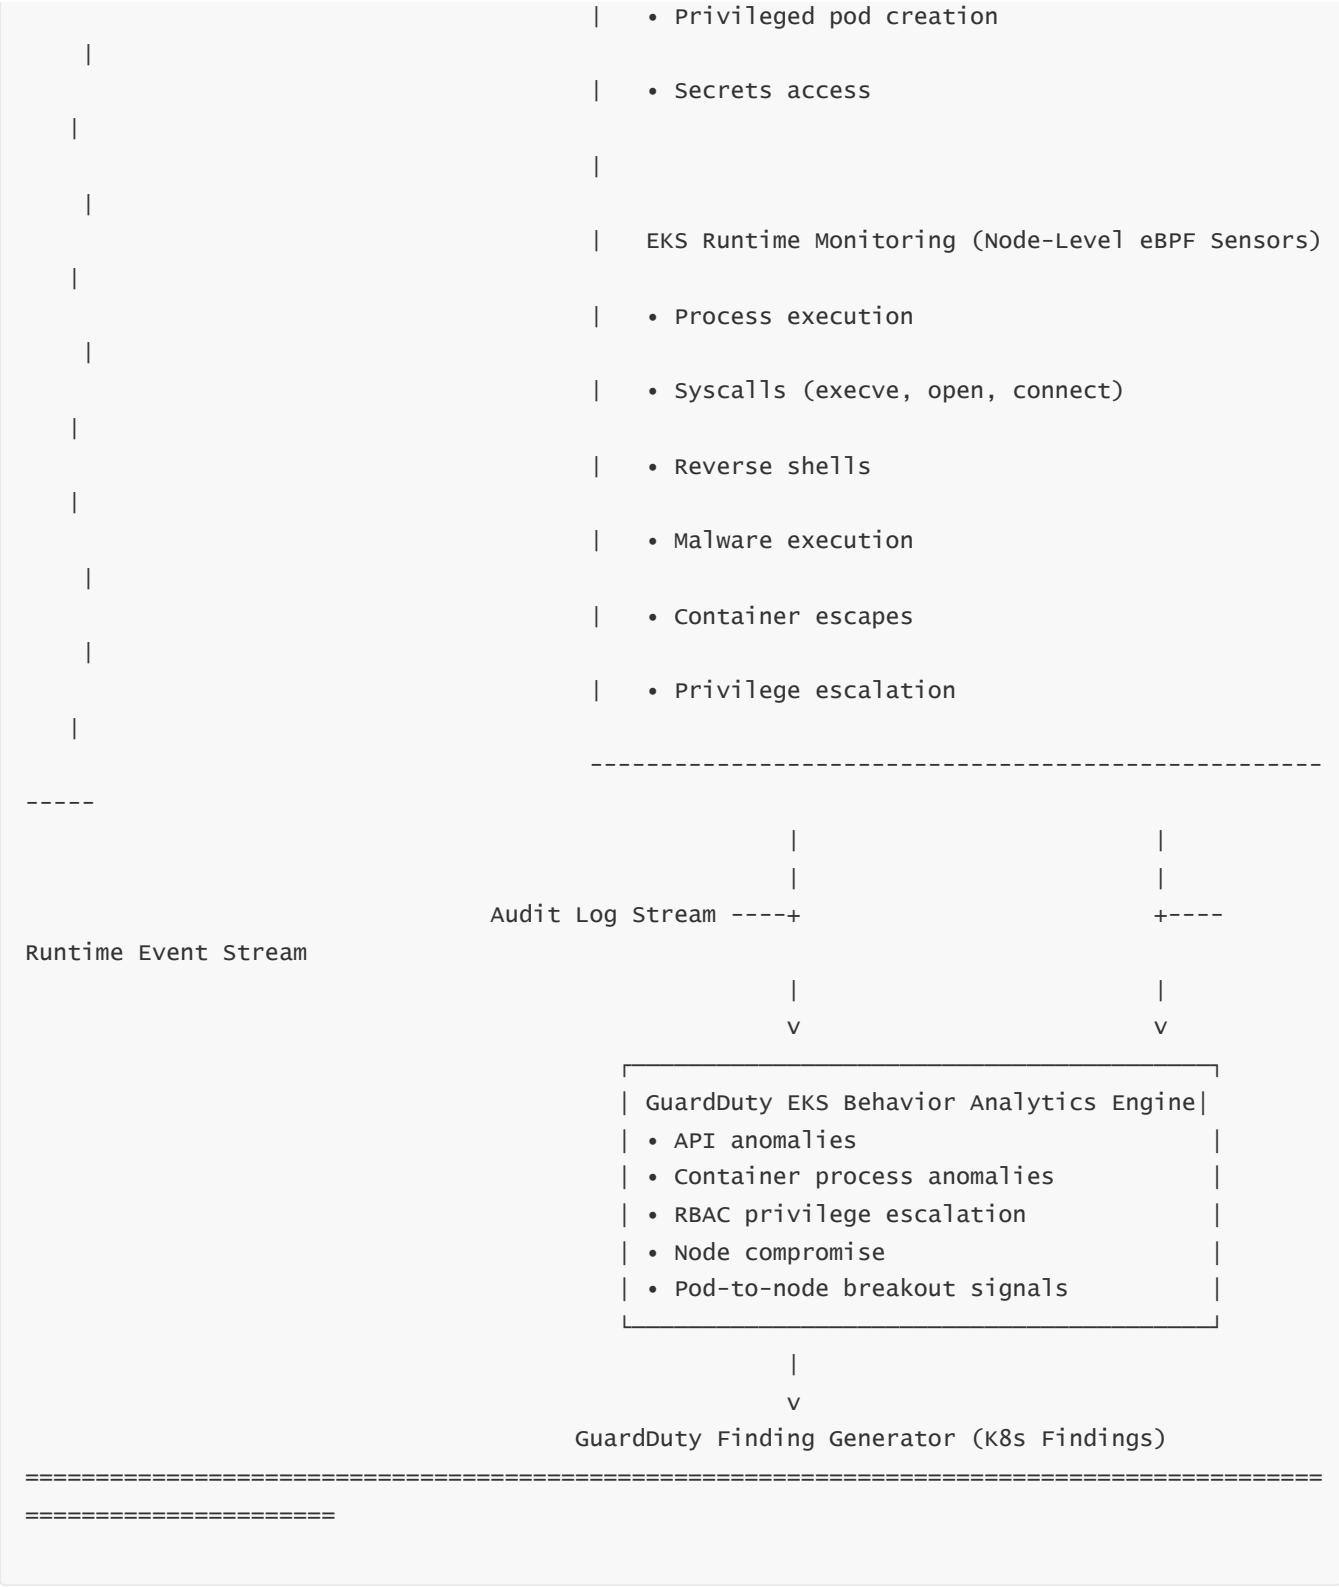 |   • Privileged pod creation
|
|   • Secrets access
|
|
|
|   EKS Runtime Monitoring (Node-Level eBPF Sensors)
|
|   • Process execution
|
|   • Syscalls (execve, open, connect)
|
|   • Reverse shells
|
|   • Malware execution
|
|   • Container escapes
|
|   • Privilege escalation
|
----------------------------------------------------
-----
|                         |
|                         |
Audit Log Stream ----+                         +----
Runtime Event Stream
|                         |
v                         v
┌─────────────────────────────────────────┐
| GuardDuty EKS Behavior Analytics Engine|
| • API anomalies                         |
| • Container process anomalies           |
| • RBAC privilege escalation             |
| • Node compromise                       |
| • Pod-to-node breakout signals          |
└─────────────────────────────────────────┘
|
v
GuardDuty Finding Generator (K8s Findings)
============================================================================================
======================